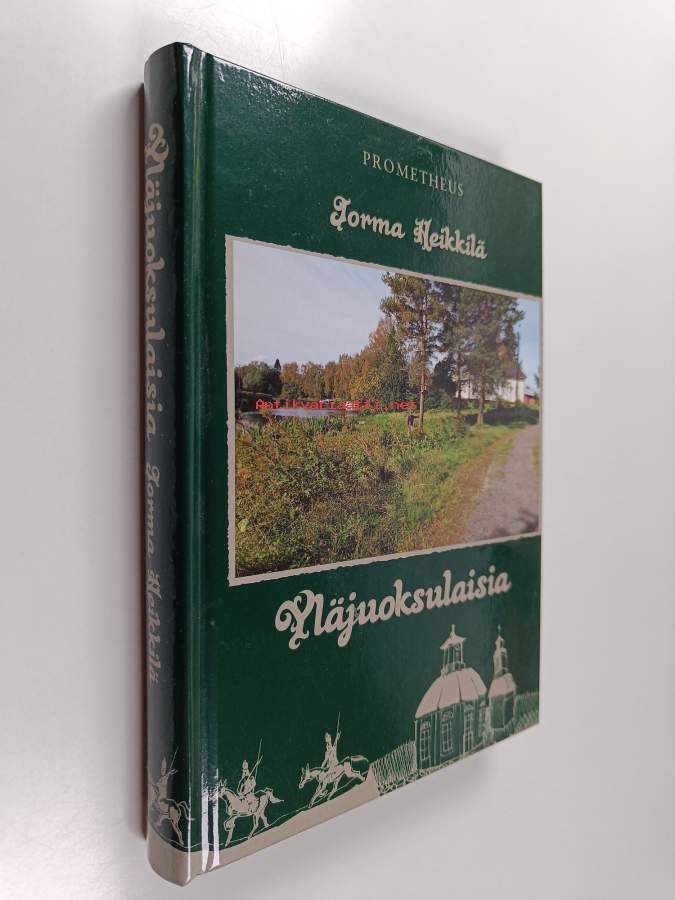 PROMETHEUS
Jorma Heikkilä
Antikvariaatti.net
Yläjuoksulaisia
Yläjuoksulaisia Jorma Heikkilä